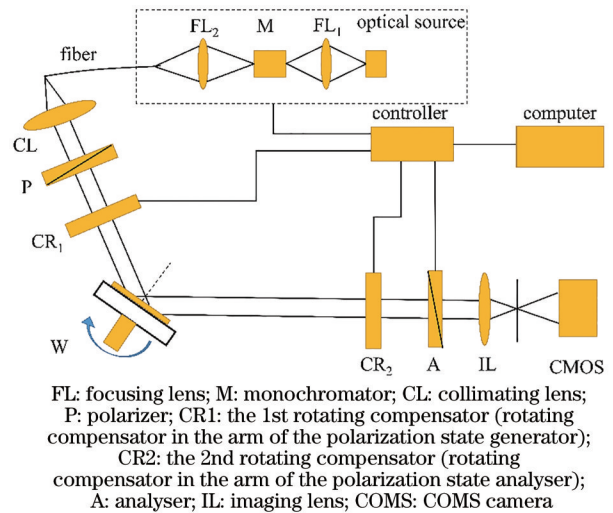 FL₂
M
FL₁
optical source
fiber
controller
computer
CL
P
CR₁
W
CR₂
A
IL
CMOS
FL: focusing lens; M: monochromator; CL: collimating lens;
P: polarizer; CR1: the 1st rotating compensator (rotating
compensator in the arm of the polarization state generator);
CR2: the 2nd rotating compensator (rotating
compensator in the arm of the polarization state analyser);
A: analyser; IL: imaging lens; COMS: COMS camera